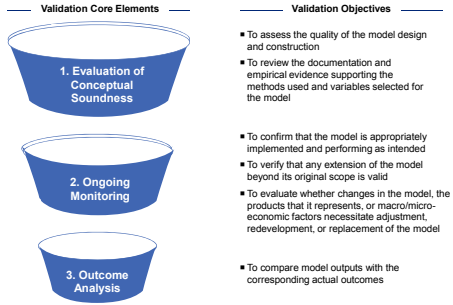 Validation Core Elements
Validation Objectives
1. Evaluation of
Conceptual
Soundness
▪ To assess the quality of the model design
and construction
▪ To review the documentation and
empirical evidence supporting the
methods used and variables selected for
the model
2. Ongoing
Monitoring
▪ To confirm that the model is appropriately
implemented and performing as intended
▪ To verify that any extension of the model
beyond its original scope is valid
▪ To evaluate whether changes in the model, the
products that it represents, or macro/micro-
economic factors necessitate adjustment,
redevelopment, or replacement of the model
3. Outcome
Analysis
▪ To compare model outputs with the
corresponding actual outcomes